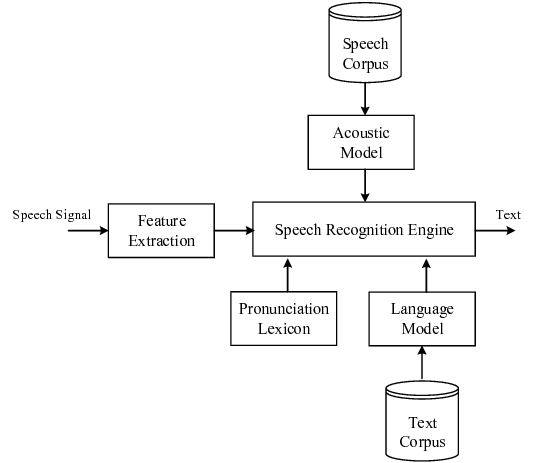 Speech
Corpus
Acoustic
Model
Speech Signal
Feature
Extraction
Speech Recognition Engine
Text
Pronunciation
Lexicon
Language
Model
Text
Corpus